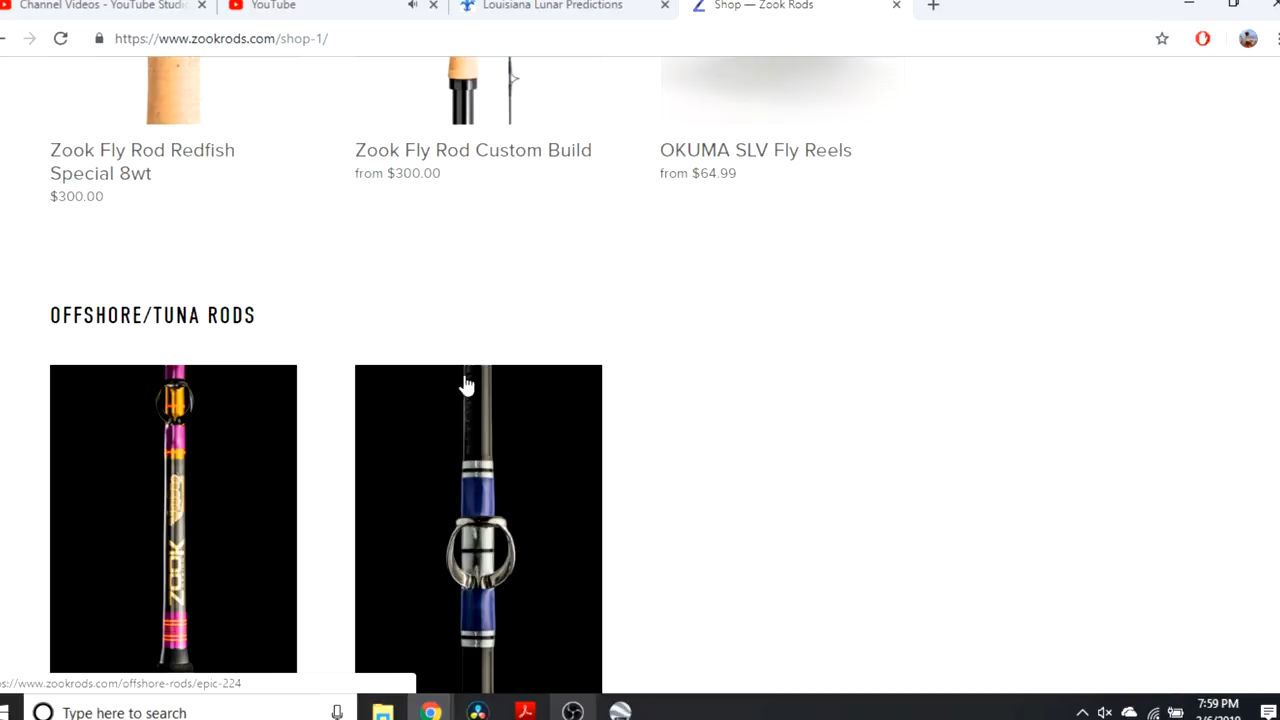 Channel Videos - YouTube Studi
YouTube
Louisiana Lunar Predictions
Shop — Zook Rods
https://www.zookrods.com/shop-1/
Zook Fly Rod Redfish
Special 8wt
$300.00
Zook Fly Rod Custom Build
from $300.00
OKUMA SLV Fly Reels
from $64.99
OFFSHORE/TUNA RODS
ZOOK
s://www.zookrods.com/offshore-rods/epic-224
Type here to search
7:59 PM